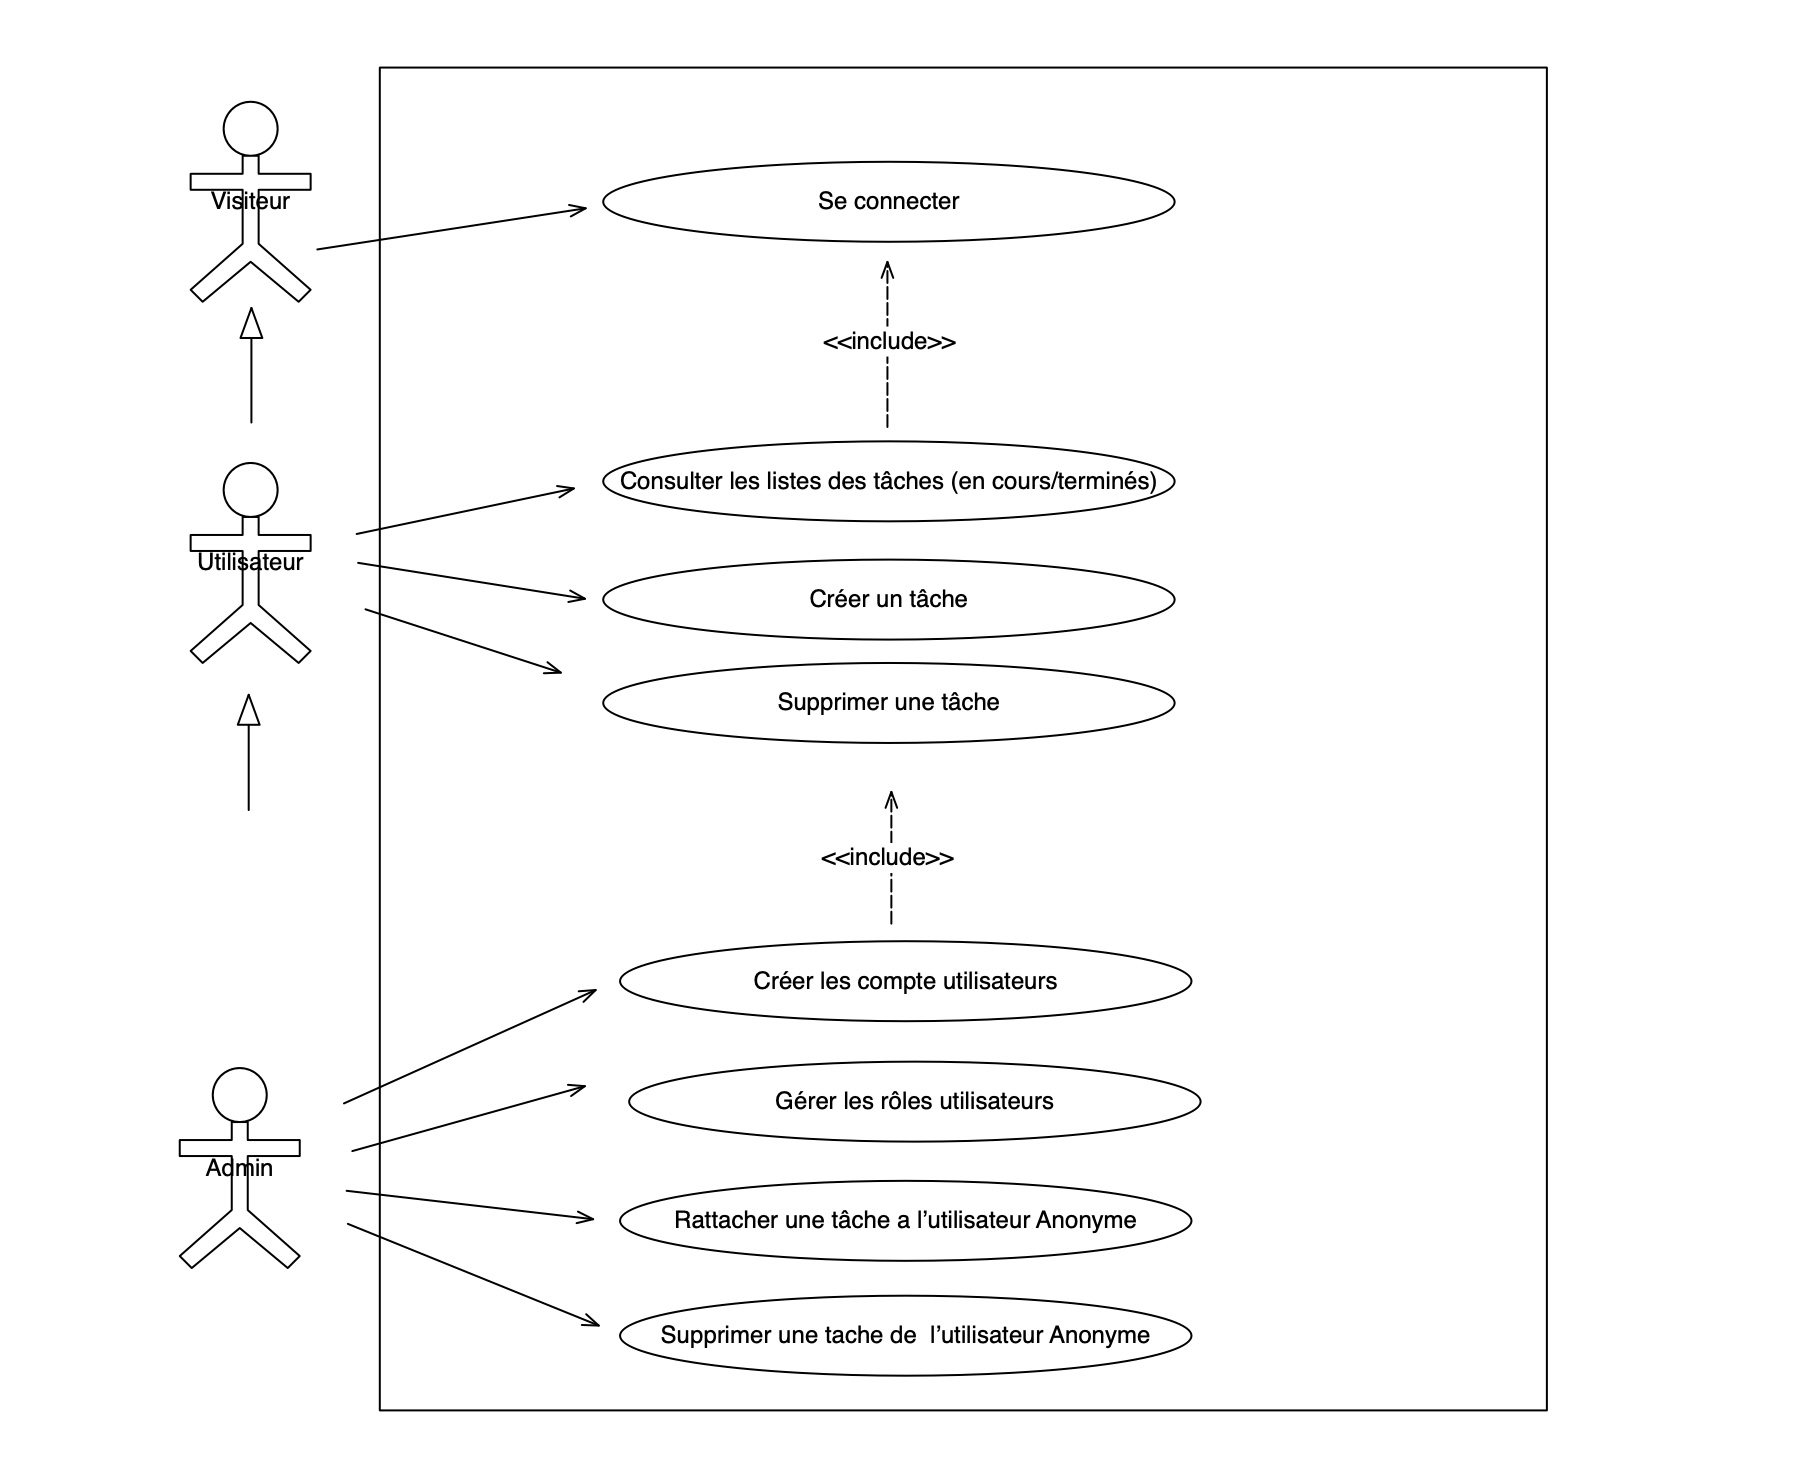 Visiteur
Se connecter
<<include>>
Consulter les listes des tâches (en cours/terminés)
Utilisateur
Créer un tâche
Supprimer une tâche
<<include>>
Créer les compte utilisateurs
Gérer les rôles utilisateurs
Admin
Rattacher une tâche a l’utilisateur Anonyme
Supprimer une tache de  l’utilisateur Anonyme